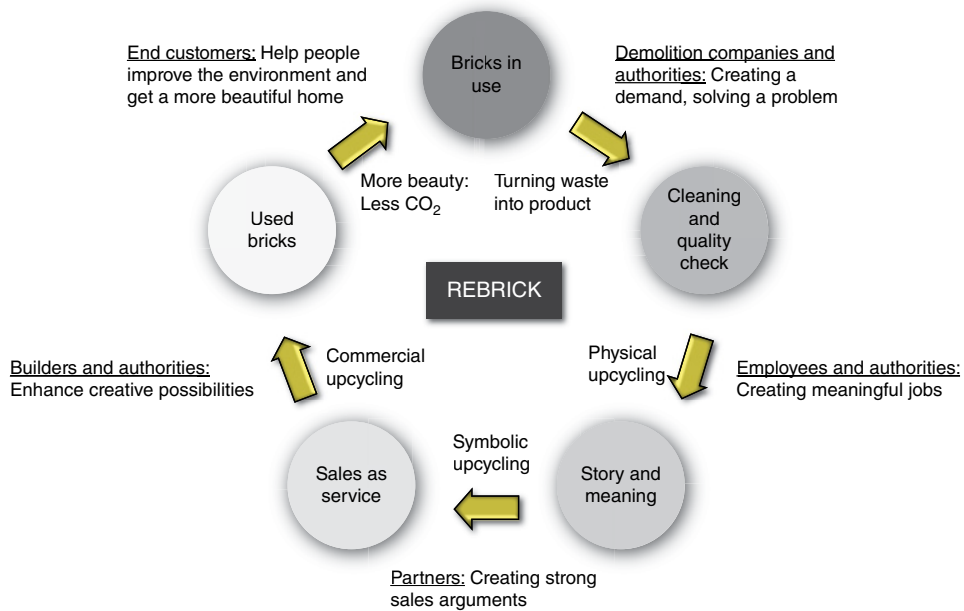 End customers: Help people
improve the environment and
get a more beautiful home
Bricks in
use
Demolition companies and
authorities: Creating a
demand, solving a problem
More beauty:
Less CO₂
Turning waste
into product
Used
bricks
Cleaning
and
quality
check
REBRICK
Builders and authorities:
Enhance creative possibilities
Commercial
upcycling
Physical
upcycling
Employees and authorities:
Creating meaningful jobs
Sales as
service
Symbolic
upcycling
Story and
meaning
Partners: Creating strong
sales arguments